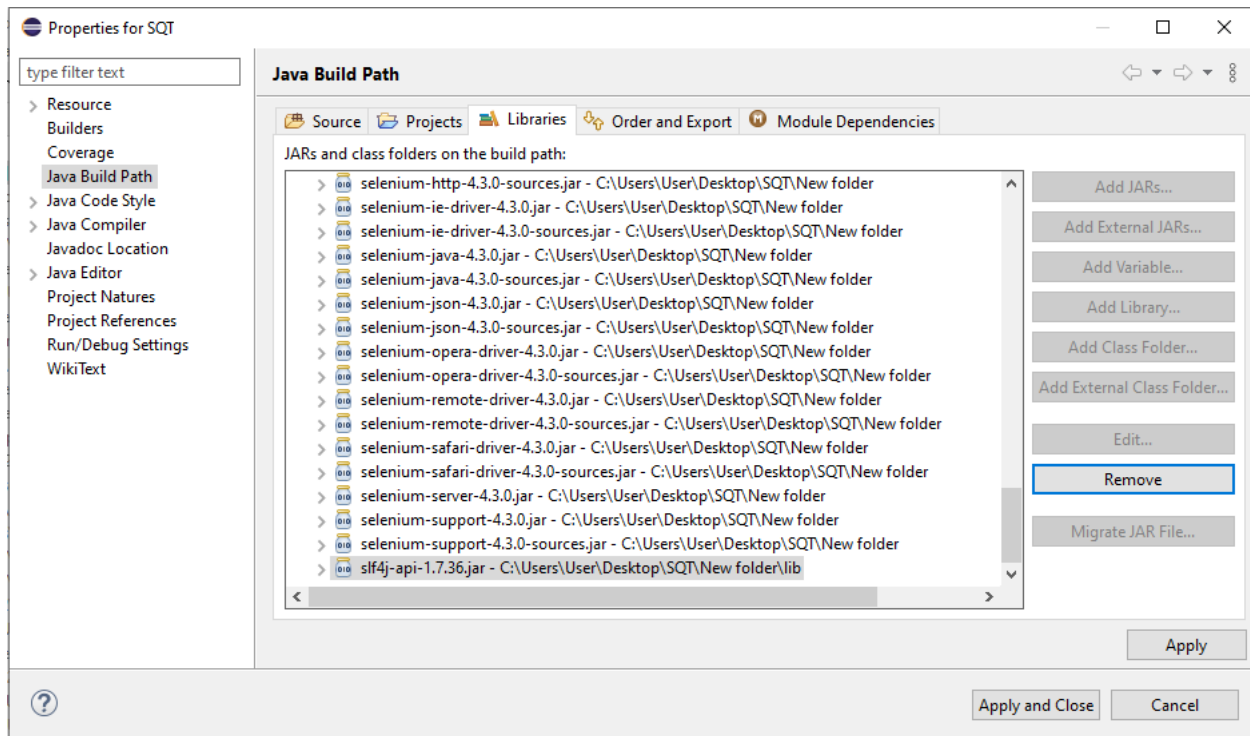 Properties for SQT
type filter text
Resource
Builders
Coverage
Java Build Path
Java Code Style
Java Compiler
Javadoc Location
Java Editor
Project Natures
Project References
Run/Debug Settings
WikiText
Java Build Path
Source Projects Libraries Order and Export Module Dependencies
JARs and class folders on the build path:
selenium-http-4.3.0-sources.jar - C:\Users\User\Desktop\SQT\New folder
selenium-ie-driver-4.3.0.jar - C:\Users\User\Desktop\SQT\New folder
selenium-ie-driver-4.3.0-sources.jar - C:\Users\User\Desktop\SQT\New folder
selenium-java-4.3.0.jar - C:\Users\User\Desktop\SQT\New folder
selenium-java-4.3.0-sources.jar - C:\Users\User\Desktop\SQT\New folder
selenium-json-4.3.0.jar - C:\Users\User\Desktop\SQT\New folder
selenium-json-4.3.0-sources.jar - C:\Users\User\Desktop\SQT\New folder
selenium-opera-driver-4.3.0.jar - C:\Users\User\Desktop\SQT\New folder
selenium-opera-driver-4.3.0-sources.jar - C:\Users\User\Desktop\SQT\New folder
selenium-remote-driver-4.3.0.jar - C:\Users\User\Desktop\SQT\New folder
selenium-remote-driver-4.3.0-sources.jar - C:\Users\User\Desktop\SQT\New folder
selenium-safari-driver-4.3.0.jar - C:\Users\User\Desktop\SQT\New folder
selenium-safari-driver-4.3.0-sources.jar - C:\Users\User\Desktop\SQT\New folder
selenium-server-4.3.0.jar - C:\Users\User\Desktop\SQT\New folder
selenium-support-4.3.0.jar - C:\Users\User\Desktop\SQT\New folder
selenium-support-4.3.0-sources.jar - C:\Users\User\Desktop\SQT\New folder
slf4j-api-1.7.36.jar - C:\Users\User\Desktop\SQT\New folder\lib
Add JARs...
Add External JARs...
Add Variable...
Add Library...
Add Class Folder...
Add External Class Folder...
Edit...
Remove
Migrate JAR File...
Apply
Apply and Close Cancel